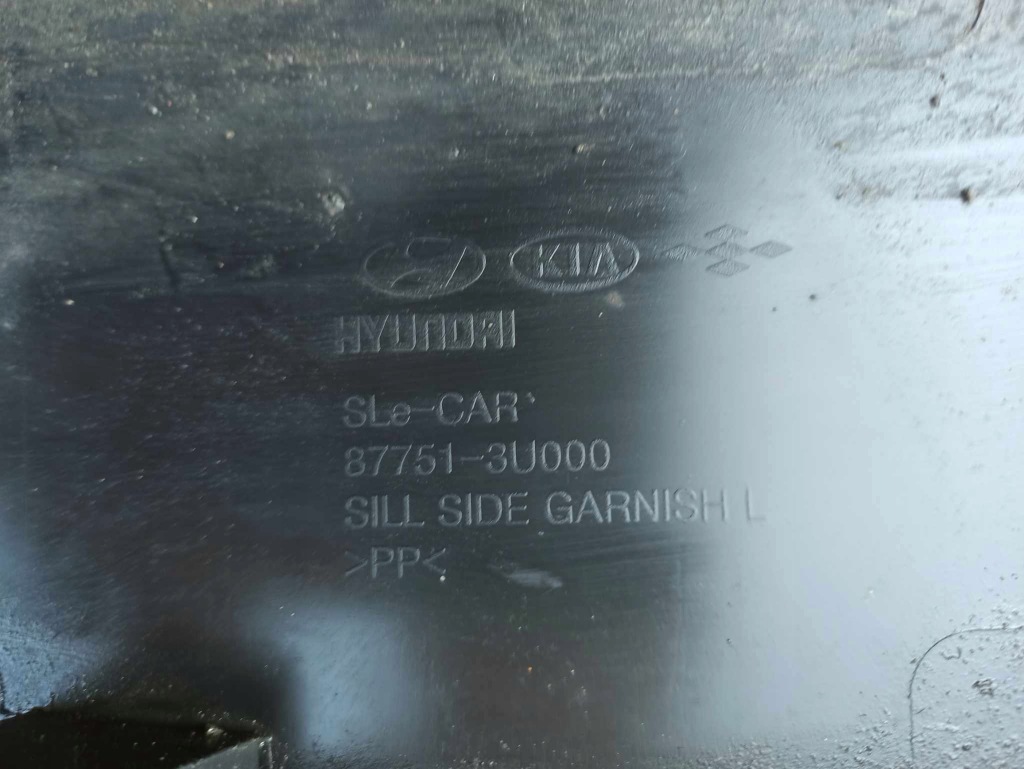 KIA
HYUNDAI
SLe-CAR
87751-3U000
SILL SIDE GARNISH L
>PP<